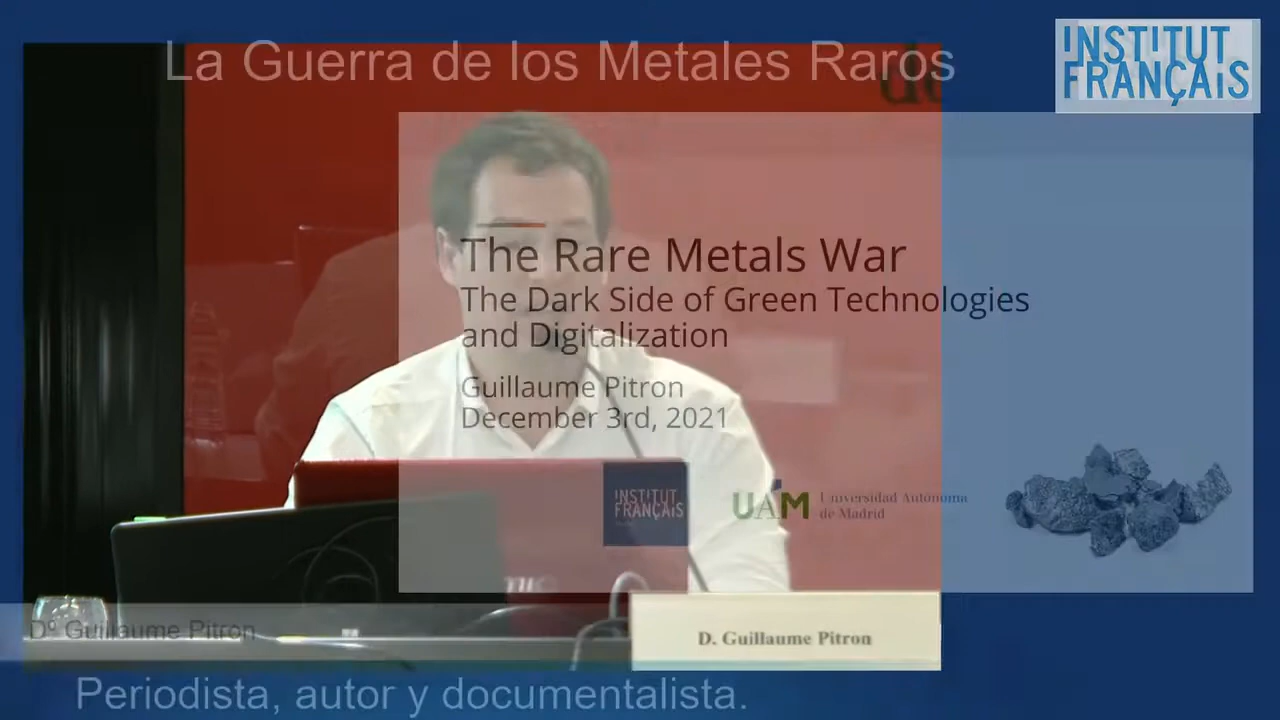 La Guerra de los Metales Raros
INSTITUT
FRANÇAIS
de
The Rare Metals War
The Dark Side of Green Technologies
and Digitalization
Guillaume Pitron
December 3rd, 2021
INSTITUT
FRANÇAIS
UAM Universidad Autónoma
de Madrid
Dº Guillaume Pitron
D. Guillaume Pitron
Periodista, autor y documentalista.